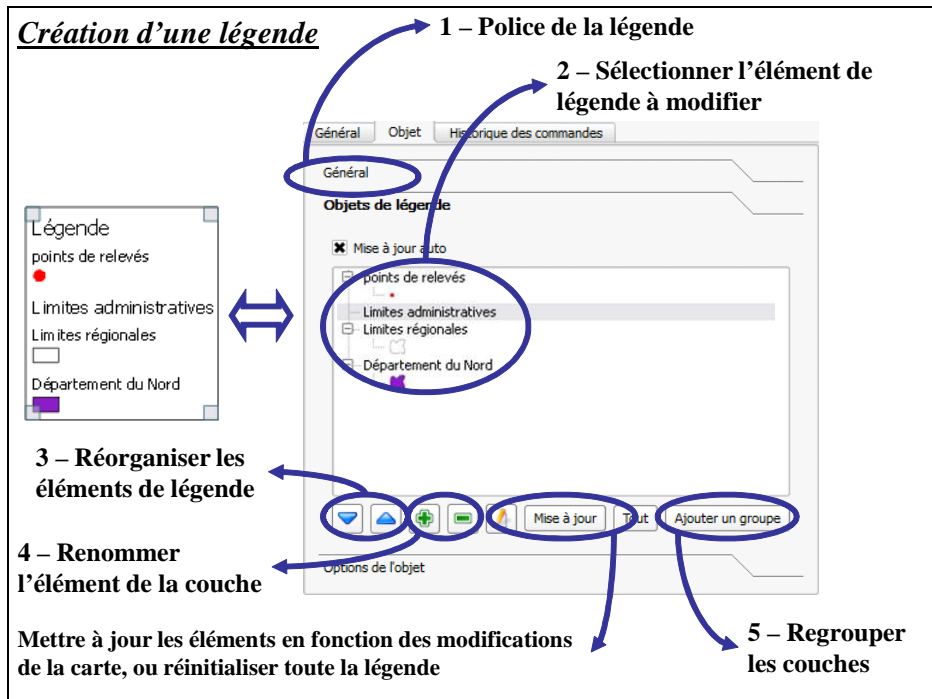 Création d’une légende
1 – Police de la légende
2 – Sélectionner l’élément de
légende à modifier
Général Objet Historique des commandes
Général
Objets de légende
Mise à jour auto
points de relevés
Limites administratives
Limites régionales
Département du Nord
Légende
points de relevés
Limites administratives
Limites régionales
Département du Nord
3 – Réorganiser les
éléments de légende
Mise à jour Tout Ajouter un groupe
4 – Renommer
l’élément de la couche
Options de l'objet
Mettre à jour les éléments en fonction des modifications
de la carte, ou réinitialiser toute la légende
5 – Regrouper
les couches